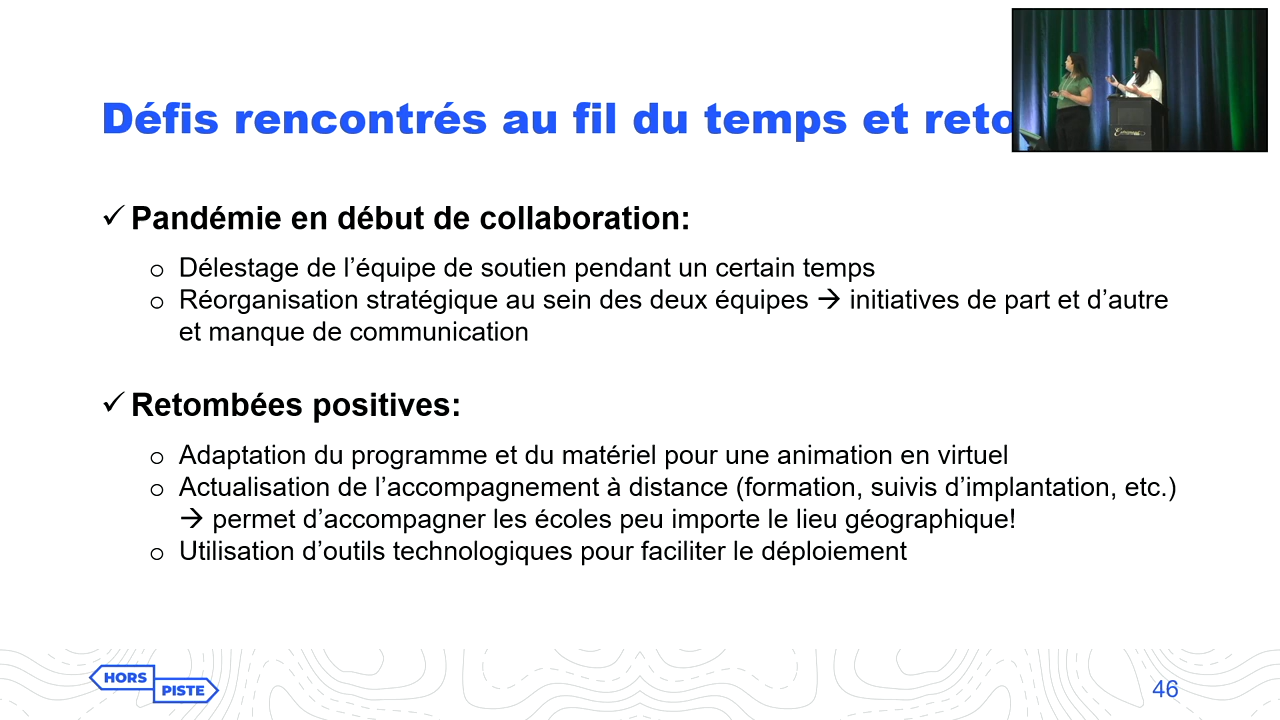 Défis rencontrés au fil du temps et reto
✓ Pandémie en début de collaboration:
o Délestage de l’équipe de soutien pendant un certain temps
o Réorganisation stratégique au sein des deux équipes → initiatives de part et d’autre
et manque de communication
✓ Retombées positives:
o Adaptation du programme et du matériel pour une animation en virtuel
o Actualisation de l’accompagnement à distance (formation, suivis d’implantation, etc.)
→ permet d’accompagner les écoles peu importe le lieu géographique!
o Utilisation d’outils technologiques pour faciliter le déploiement
HORS
PISTE
46